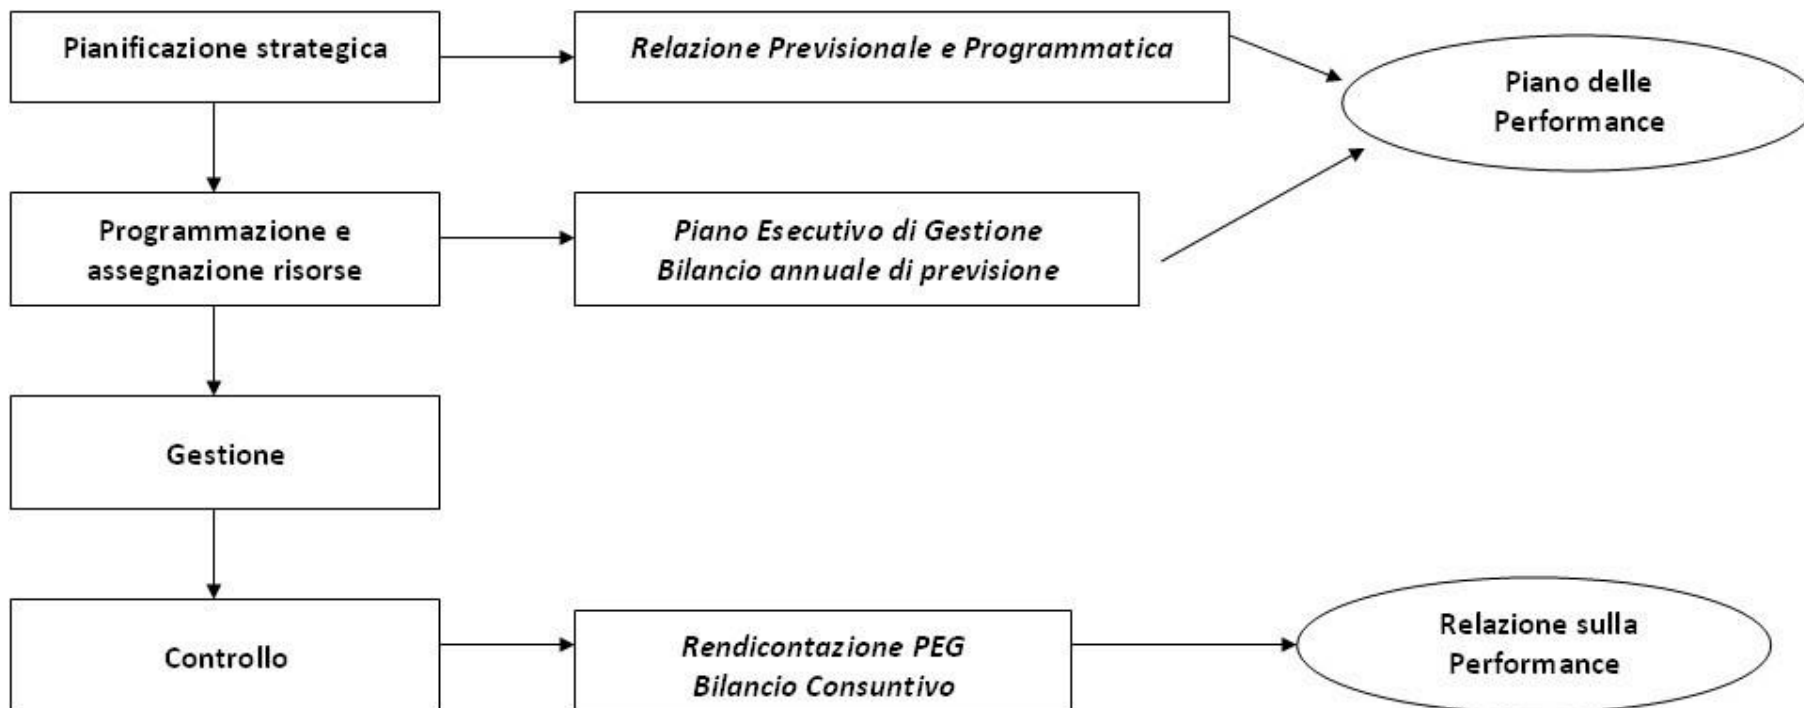 Pianificazione strategica
Relazione Previsionale e Programmatica
Piano delle
Performance
Programmazione e
assegnazione risorse
Piano Esecutivo di Gestione
Bilancio annuale di previsione
Gestione
Controllo
Rendicontazione PEG
Bilancio Consuntivo
Relazione sulla
Performance